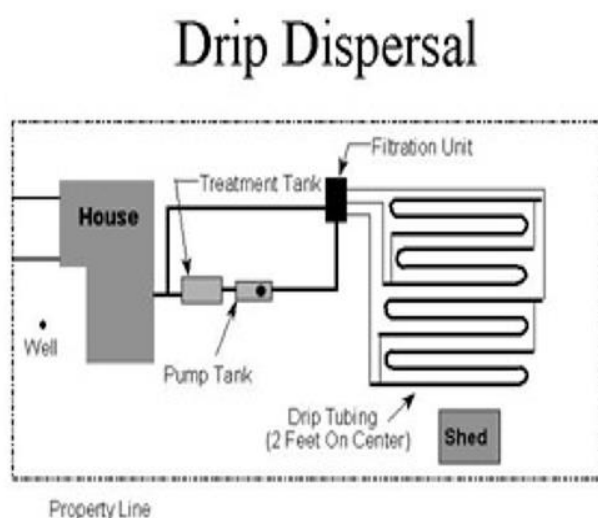 Drip Dispersal
Filtration Unit
Treatment Tank
House
Well
Pump Tank
Drip Tubing
(2 Feet On Center)
Shed
Property Line